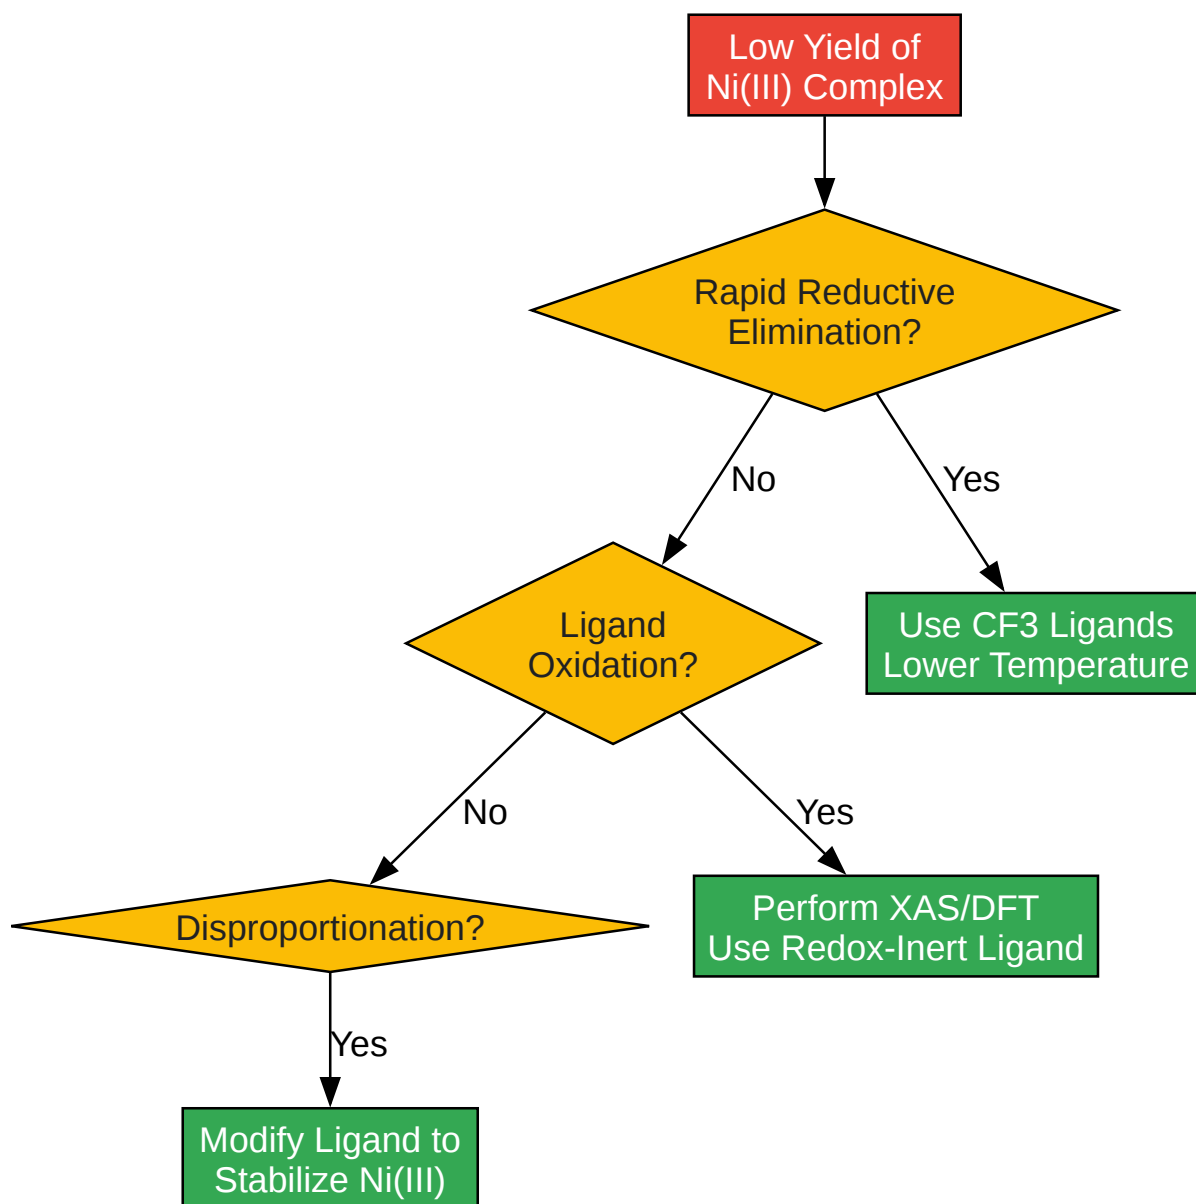 Low Yield of
Ni(III) Complex
Rapid Reductive
Elimination?
No
Yes
Ligand
Oxidation?
Use CF3 Ligands
Lower Temperature
No
Yes
Disproportionation?
Perform XAS/DFT
Use Redox-Inert Ligand
Yes
Modify Ligand to
Stabilize Ni(III)